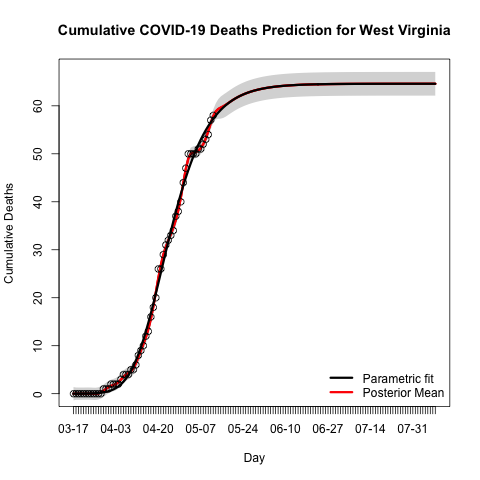 Cumulative COVID-19 Deaths Prediction for West Virginia
Cumulative Deaths
60
50
40
30
20
10
0
Parametric fit
Posterior Mean
03-17 04-03 04-20 05-07 05-24 06-10 06-27 07-14 07-31
Day